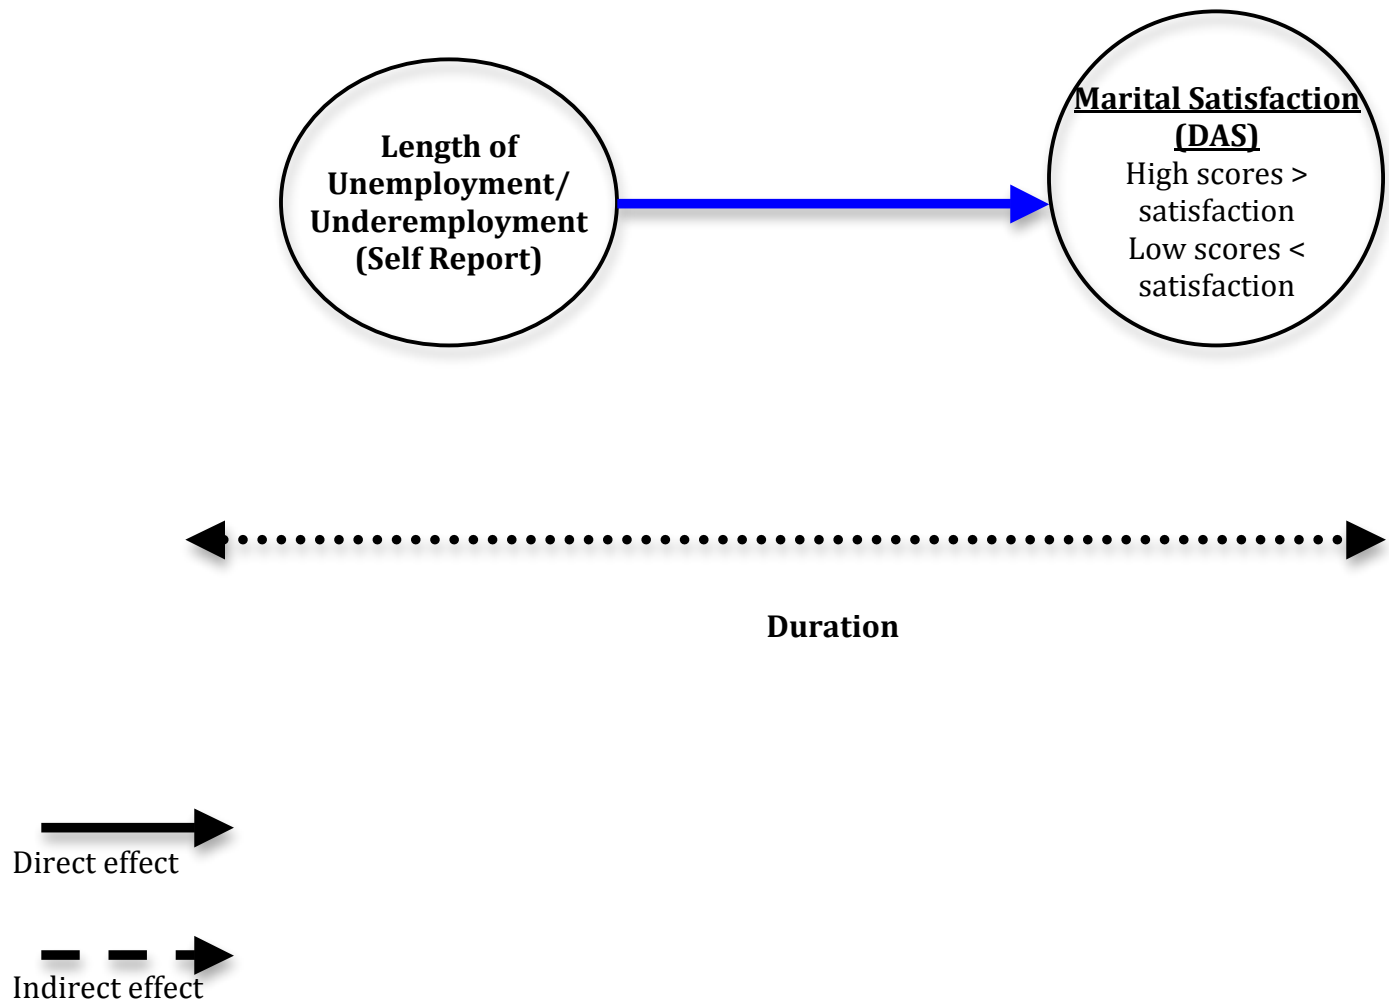 Length of
Unemployment/
Underemployment
(Self Report)
Marital Satisfaction
(DAS)
High scores >
satisfaction
Low scores <
satisfaction
Duration
Direct effect
Indirect effect